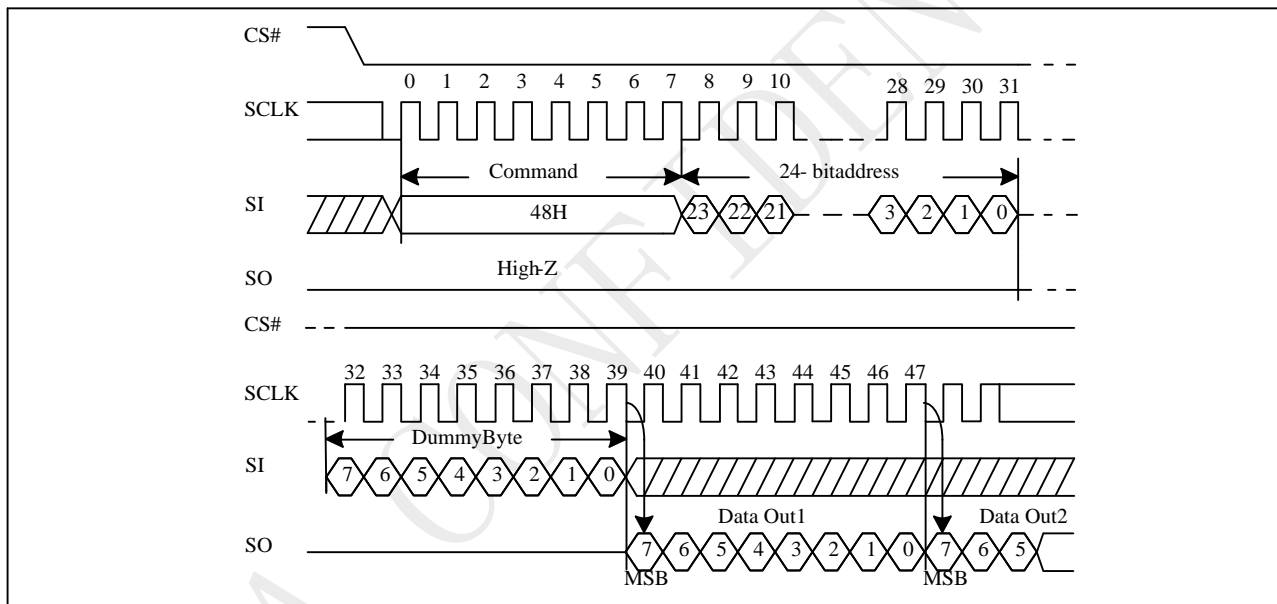 CS#
0 1 2 3 4 5 6 7 8 9 10 28 29 30 31
SCLK
Command 24- bitaddress
SI 48H 23 22 21 3 2 1 0
High-Z
SO
CS#
32 33 34 35 36 37 38 39 40 41 42 43 44 45 46 47
SCLK
DummyByte
SI 7 6 5 4 3 2 1 0
Data Out1 Data Out2
SO 7 6 5 4 3 2 1 0 7 6 5
MSB MSB